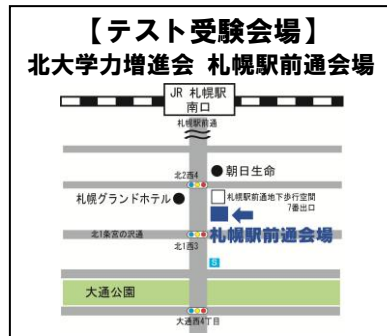 【テスト受験会場】
北大学力増進会 札幌駅前通会場
JR 札幌駅
南口
札幌駅前通
北2西4
朝日生命
札幌グランドホテル
札幌駅前通地下歩行空間
7番出口
札幌駅前通会場
北1条宮の沢通
北1西3
大通公園
大通西4丁目